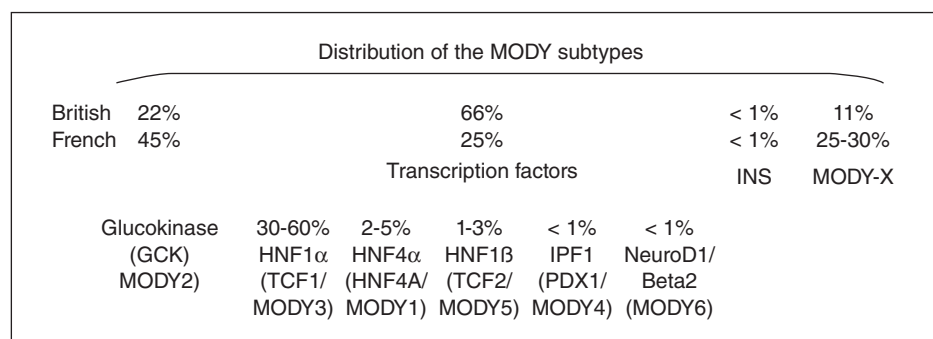 Distribution of the MODY subtypes
British 22% 66% < 1% 11%
French 45% 25% < 1% 25-30%
Transcription factors INS MODY-X
Glucokinase 30-60% 2-5% 1-3% < 1% < 1%
(GCK) HNF1α HNF4α HNF1ß IPF1 NeuroD1/
MODY2) (TCF1/ (HNF4A/ (TCF2/ (PDX1/ Beta2
MODY3) MODY1) MODY5) MODY4) (MODY6)